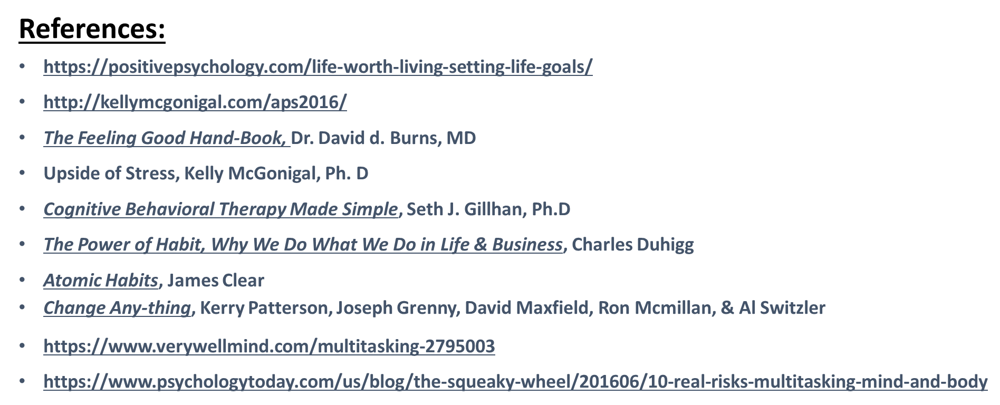 References:
• https://positivepsychology.com/life-worth-living-setting-life-goals/
• http://kellymcgonigal.com/aps2016/
• The Feeling Good Hand-Book, Dr. David d. Burns, MD
• Upside of Stress, Kelly McGonigal, Ph. D
• Cognitive Behavioral Therapy Made Simple, Seth J. Gillhan, Ph.D
• The Power of Habit, Why We Do What We Do in Life & Business, Charles Duhigg
• Atomic Habits, James Clear
• Change Any-thing, Kerry Patterson, Joseph Grenny, David Maxfield, Ron Mcmillan, & Al Switzler
• https://www.verywellmind.com/multitasking-2795003
• https://www.psychologytoday.com/us/blog/the-squeaky-wheel/201606/10-real-risks-multitasking-mind-and-body